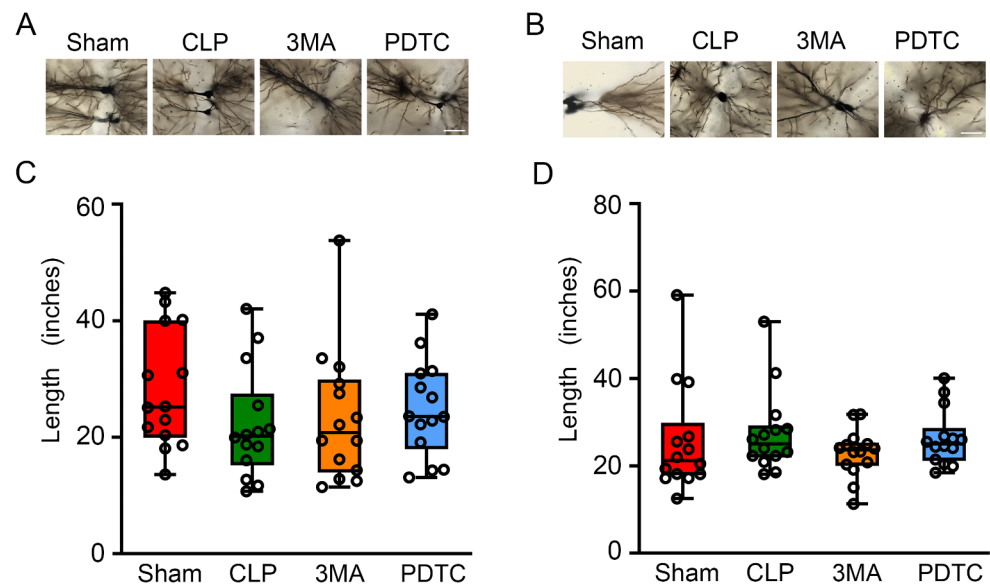 A
Sham CLP 3MA PDTC
B
Sham CLP 3MA PDTC
C
Length (inches)
60
40
20
0
Sham CLP 3MA PDTC
D
Length (inches)
80
60
40
20
0
Sham CLP 3MA PDTC